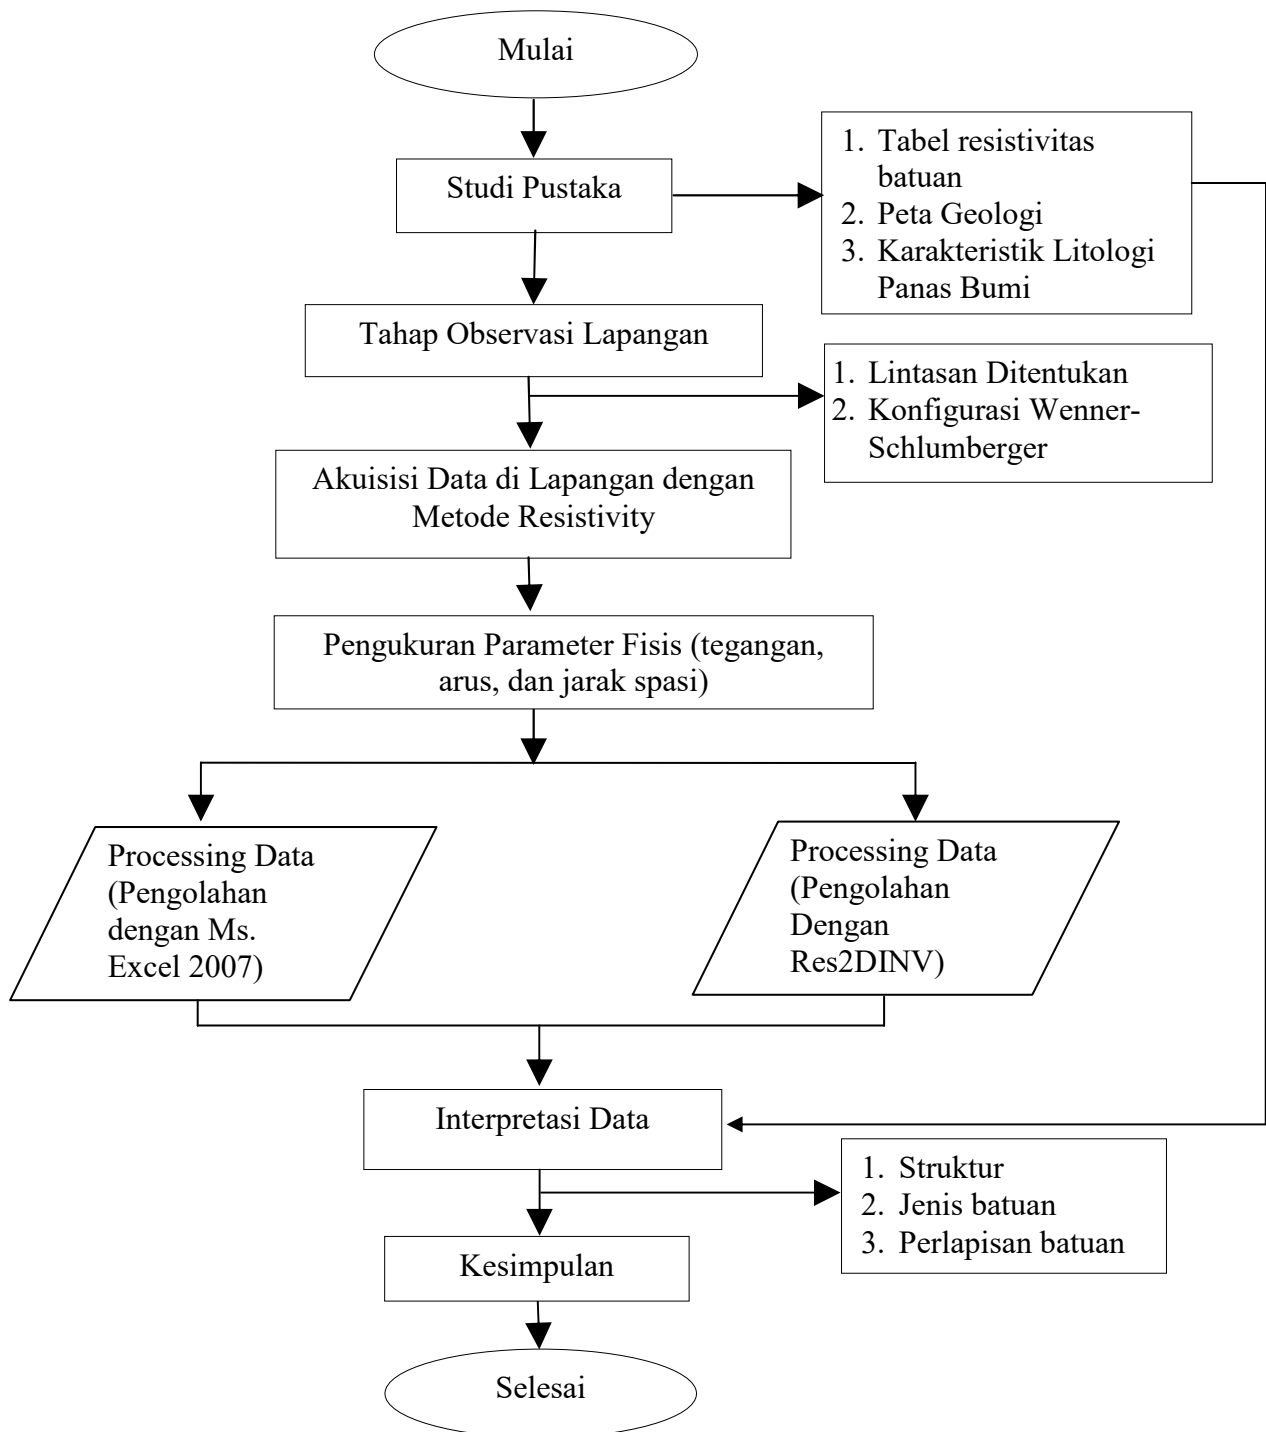 Mulai
Studi Pustaka
1. Tabel resistivitas
batuan
2. Peta Geologi
3. Karakteristik Litologi
Panas Bumi
Tahap Observasi Lapangan
1. Lintasan Ditentukan
2. Konfigurasi Wenner-
Schlumberger
Akuisisi Data di Lapangan dengan
Metode Resistivity
Pengukuran Parameter Fisis (tegangan,
arus, dan jarak spasi)
Processing Data
(Pengolahan
dengan Ms.
Excel 2007)
Processing Data
(Pengolahan
Dengan
Res2DINV)
Interpretasi Data
1. Struktur
2. Jenis batuan
3. Perlapisan batuan
Kesimpulan
Selesai